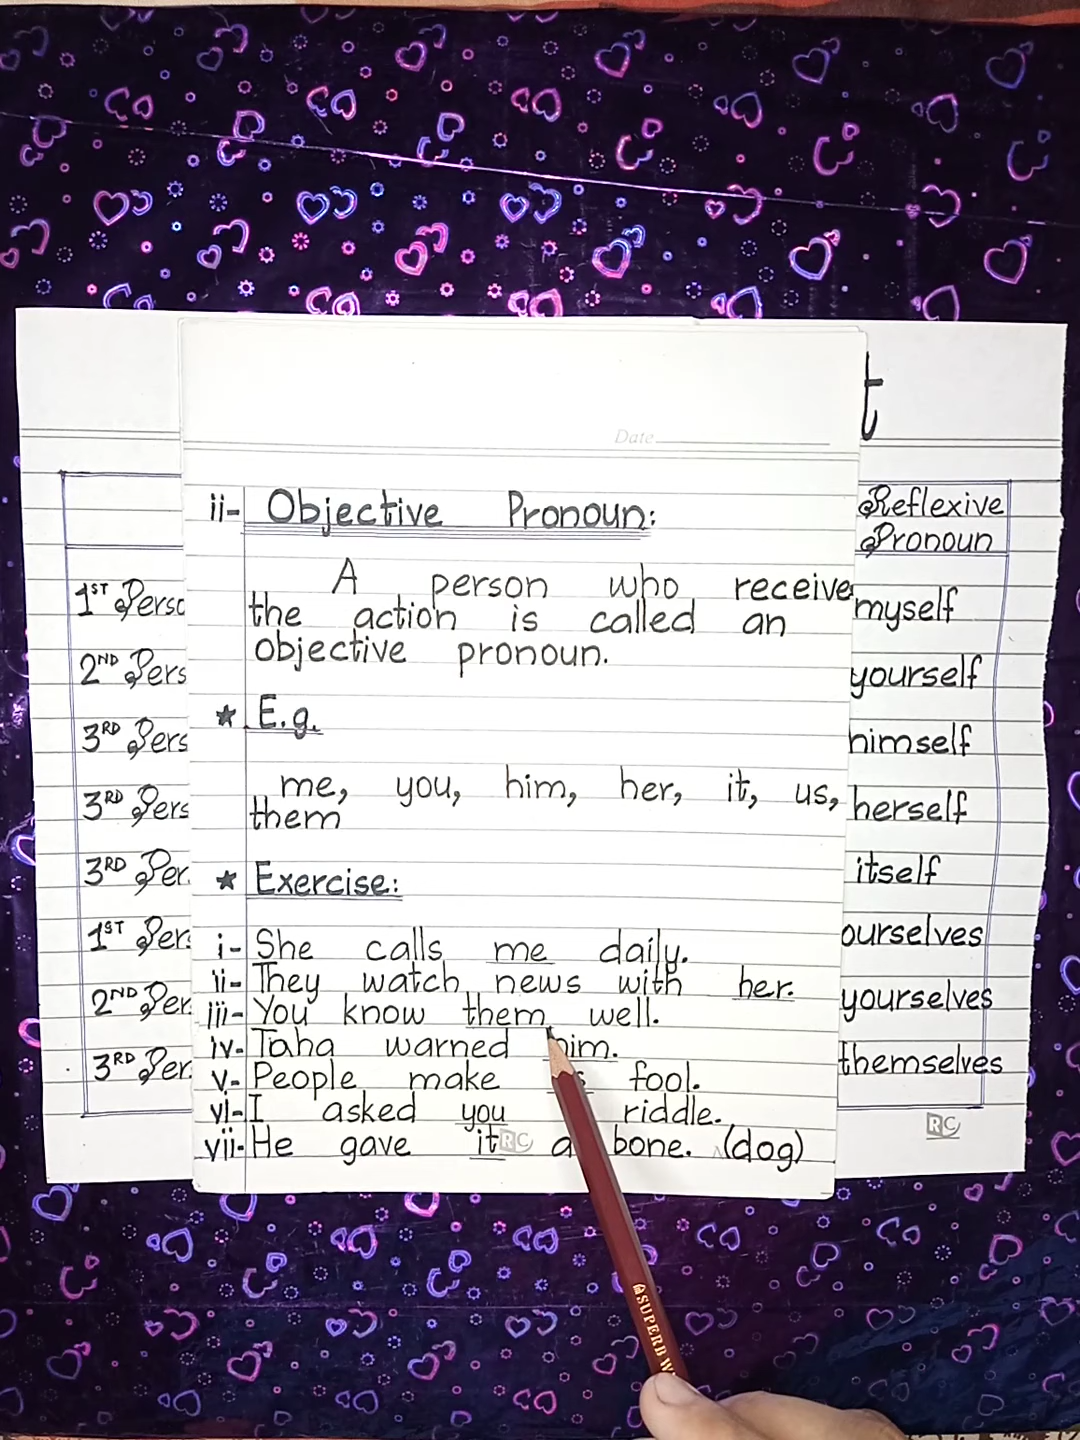 t
Date
ii- Objective Pronoun:
A person who receive
the action is called an
objective pronoun.
★ E.g.
me, you, him, her, it, us,
them
★ Exercise:
i- She calls me daily.
ii- They watch news with her.
iii- You know them well.
iv- Taha warned him.
v- People make fool.
vi- I asked you riddle.
vii- He gave it a bone. (dog)
RC
1ST Perso
2ND Pers
3RD Pers
3RD Pers
3RD Per
1ST Per
2ND Per
3RD Per
Reflexive
Pronoun
myself
yourself
himself
herself
itself
ourselves
yourselves
themselves
RC
SUPERB